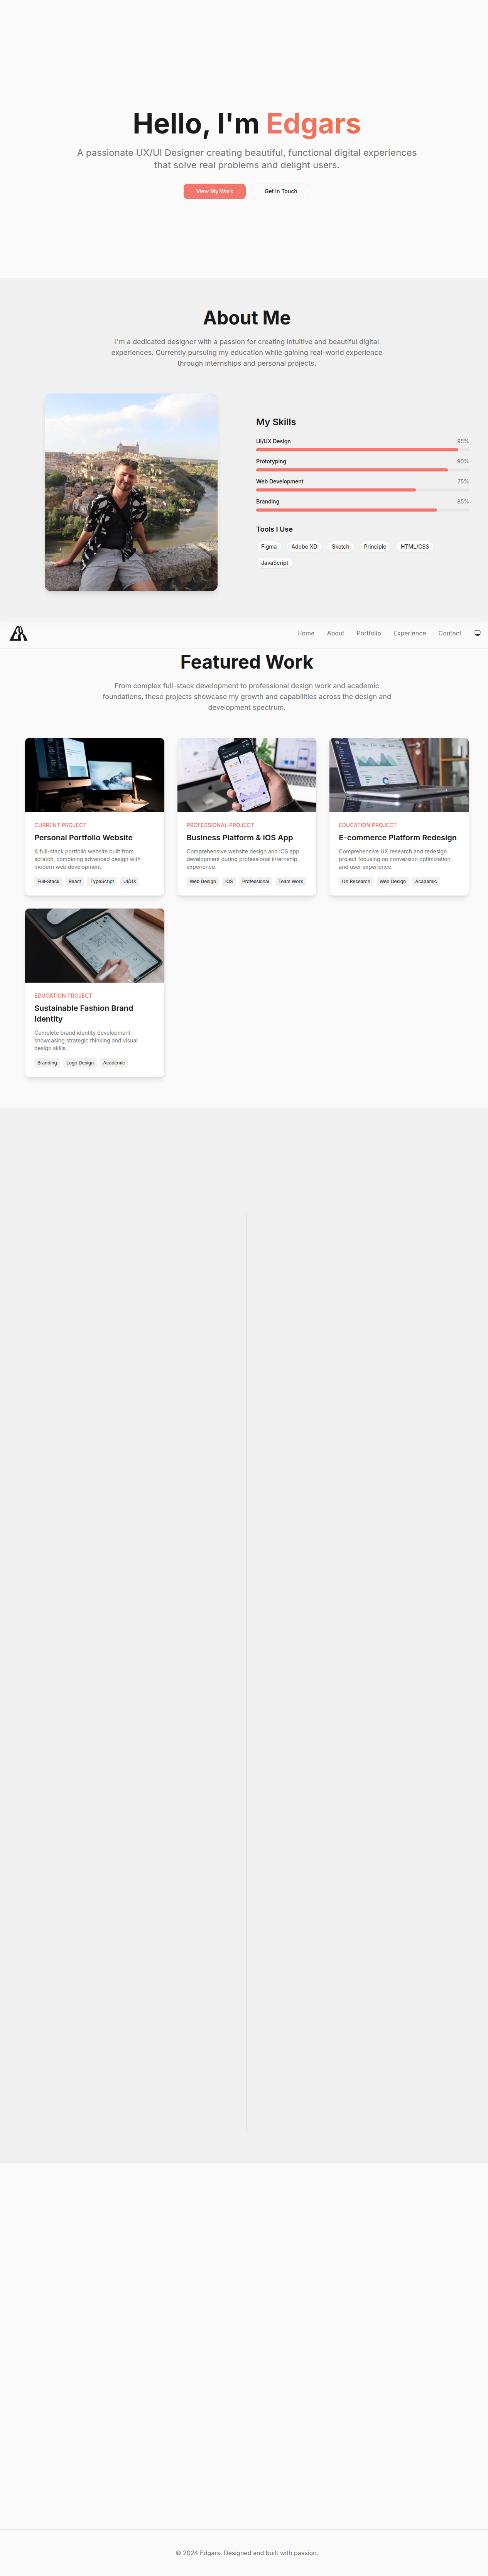 Hello, I'm Edgars
A passionate UX/UI Designer creating beautiful, functional digital experiences
that solve real problems and delight users.
View My Work
Get In Touch
About Me
I'm a dedicated designer with a passion for creating intuitive and beautiful digital
experiences. Currently pursuing my education while gaining real-world experience
through internships and personal projects.
My Skills
UI/UX Design 95%
Prototyping 90%
Web Development 75%
Branding 85%
Tools I Use
Figma Adobe XD Sketch Principle HTML/CSS
JavaScript
Home About Portfolio Experience Contact
Featured Work
From complex full-stack development to professional design work and academic
foundations, these projects showcase my growth and capabilities across the design and
development spectrum.
CURRENT PROJECT
Personal Portfolio Website
A full-stack portfolio website built from
scratch, combining advanced design with
modern web development.
Full-Stack React TypeScript UI/UX
PROFESSIONAL PROJECT
Business Platform & iOS App
Comprehensive website design and iOS app
development during professional internship
experience.
Web Design iOS Professional Team Work
EDUCATION PROJECT
E-commerce Platform Redesign
Comprehensive UX research and redesign
project focusing on conversion optimization
and user experience.
UX Research Web Design Academic
EDUCATION PROJECT
Sustainable Fashion Brand
Identity
Complete brand identity development
showcasing strategic thinking and visual
design skills.
Branding Logo Design Academic
© 2024 Edgars. Designed and built with passion.